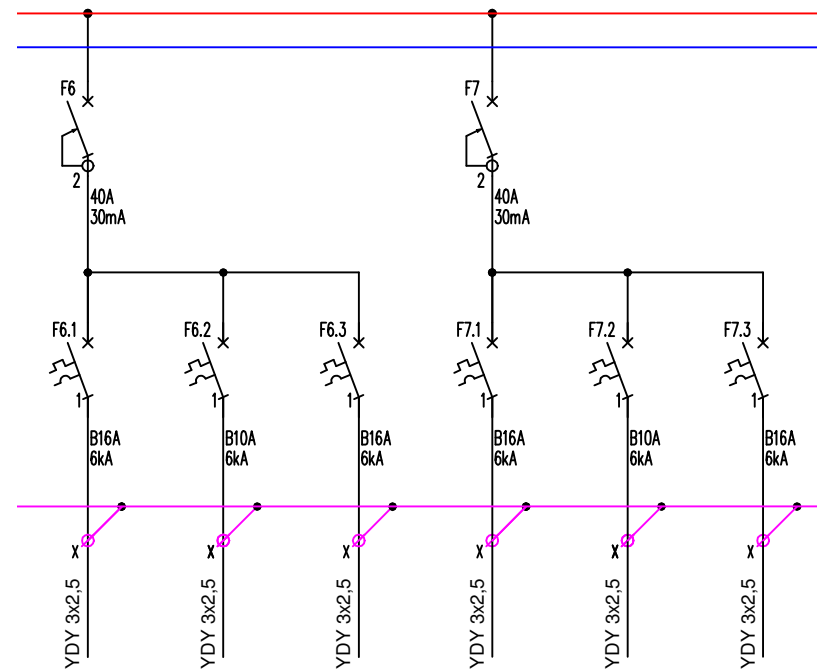 F6
F7
2
2
40A
30mA
40A
30mA
F6.1
F6.2
F6.3
F7.1
F7.2
F7.3
1
1
1
1
1
1
B16A
6kA
B10A
6kA
B16A
6kA
B16A
6kA
B10A
6kA
B16A
6kA
X
X
X
X
X
X
YDY 3x2,5
YDY 3x2,5
YDY 3x2,5
YDY 3x2,5
YDY 3x2,5
YDY 3x2,5